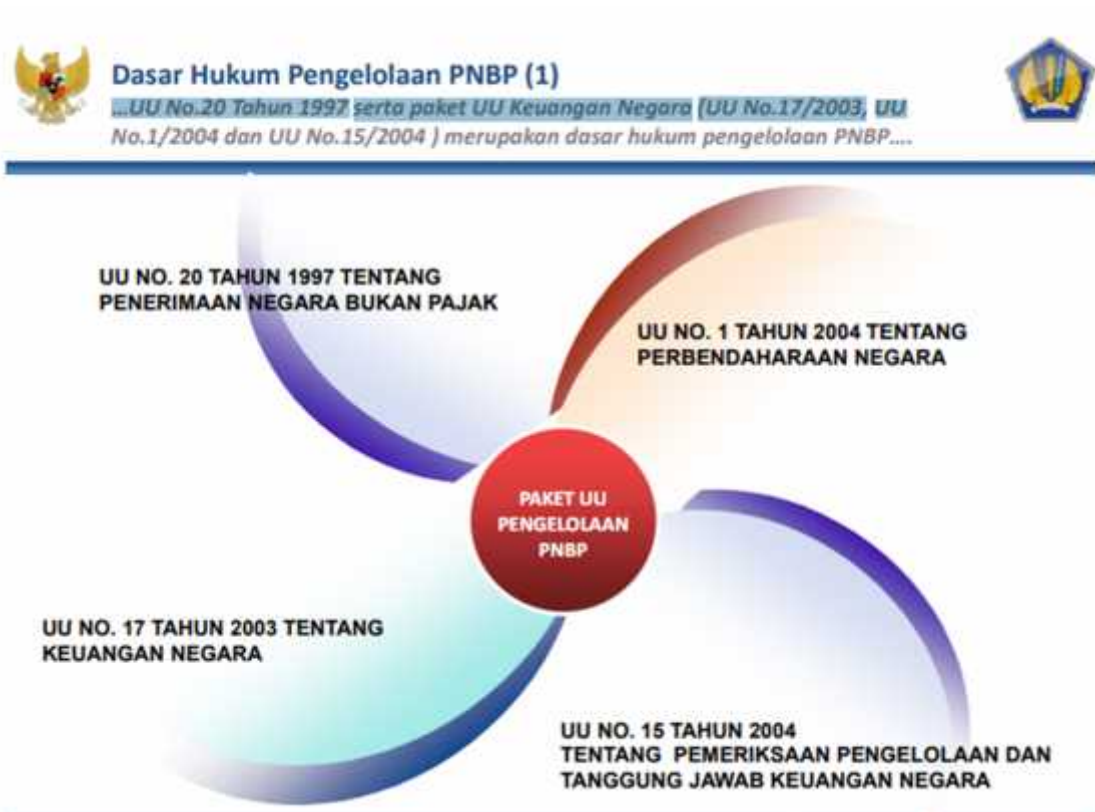 Dasar Hukum Pengelolaan PNBP (1)
...UU No.20 Tahun 1997 serta paket UU Keuangan Negara (UU No.17/2003, UU
No.1/2004 dan UU No.15/2004 ) merupakan dasar hukum pengelolaan PNBP....
UU NO. 20 TAHUN 1997 TENTANG
PENERIMAAN NEGARA BUKAN PAJAK
UU NO. 1 TAHUN 2004 TENTANG
PERBENDAHARAAN NEGARA
PAKET UU
PENGELOLAAN
PNBP
UU NO. 17 TAHUN 2003 TENTANG
KEUANGAN NEGARA
UU NO. 15 TAHUN 2004
TENTANG PEMERIKSAAN PENGELOLAAN DAN
TANGGUNG JAWAB KEUANGAN NEGARA